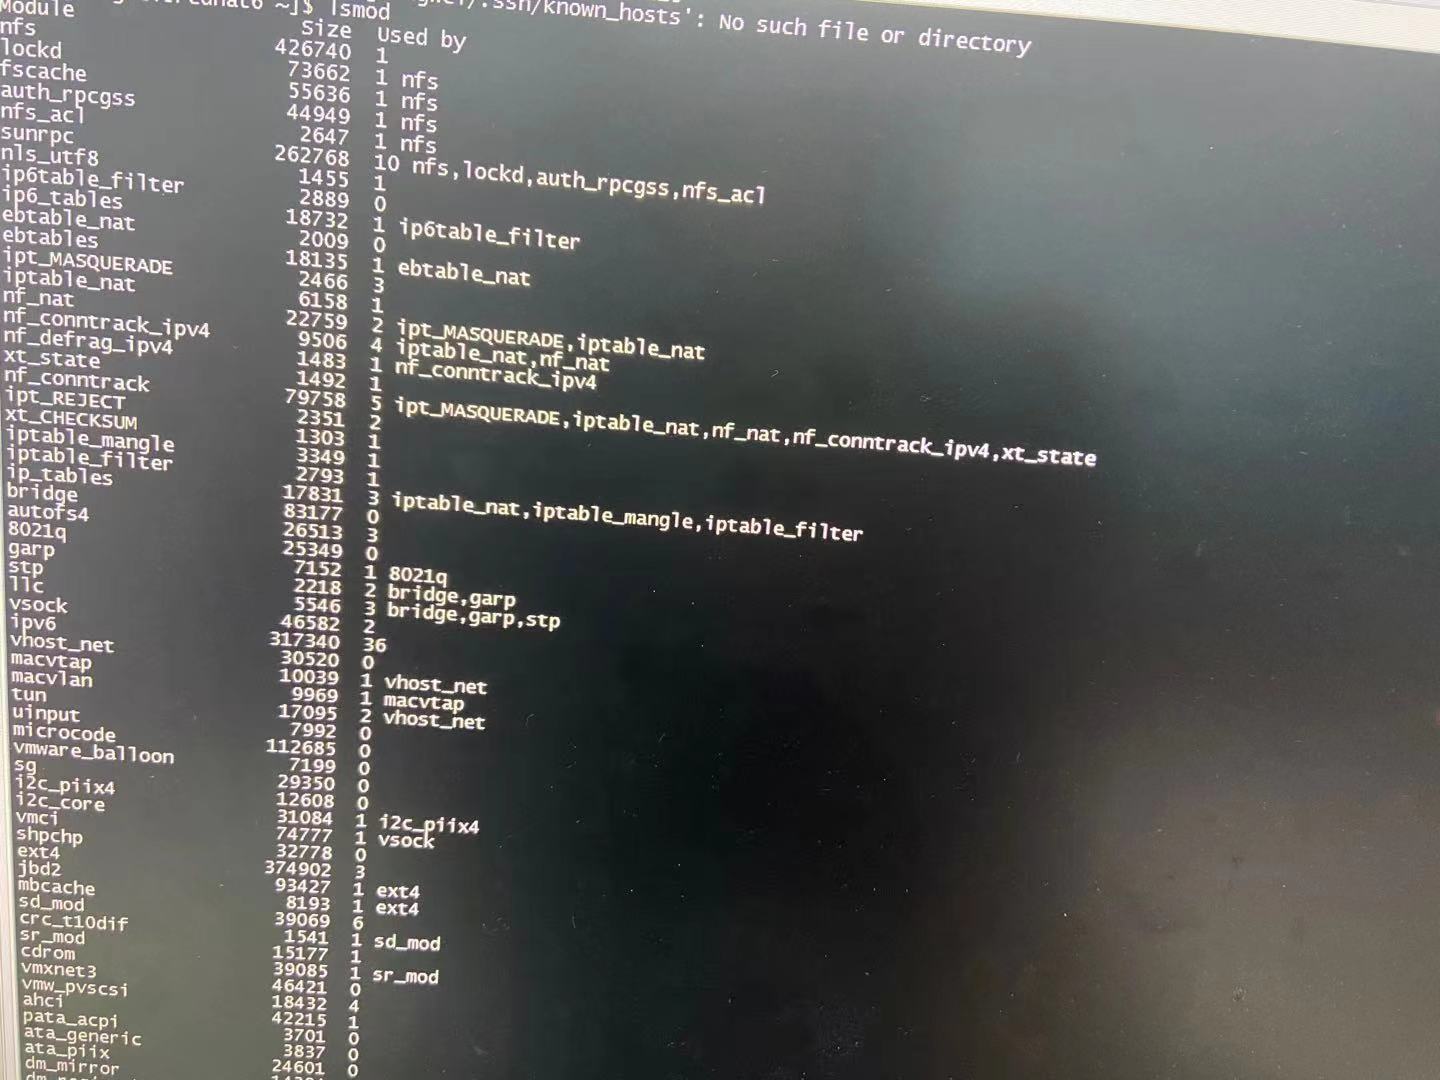 ~]$ lsmod
/.ssh/known_hosts': No such file or directory
Module Size Used by
nfs 426740 1
lockd 73662 1 nfs
fscache 55636 1 nfs
auth_rpcgss 44949 1 nfs
nfs_acl 2647 1 nfs
sunrpc 262768 10 nfs,lockd,auth_rpcgss,nfs_acl
nls_utf8 1455 1
ip6table_filter 2889 0
ip6_tables 18732 1 ip6table_filter
ebtable_nat 2009 0
ebtables 18135 1 ebtable_nat
ipt_MASQUERADE 2466 3
iptable_nat 6158 1
nf_nat 22759 2 ipt_MASQUERADE,iptable_nat
nf_conntrack_ipv4 9506 4 iptable_nat,nf_nat
nf_defrag_ipv4 1483 1 nf_conntrack_ipv4
xt_state 1492 1
nf_conntrack 79758 5 ipt_MASQUERADE,iptable_nat,nf_nat,nf_conntrack_ipv4,xt_state
ipt_REJECT 2351 2
xt_CHECKSUM 1303 1
iptable_mangle 3349 1
iptable_filter 2793 1
ip_tables 17831 3 iptable_nat,iptable_mangle,iptable_filter
bridge 83177 0
autofs4 26513 3
8021q 25349 0
garp 7152 1 8021q
stp 2218 2 bridge,garp
llc 5546 3 bridge,garp,stp
vsock 46582 2
ipv6 317340 36
vhost_net 30520 0
macvtap 10039 1 vhost_net
macvlan 9969 1 macvtap
tun 17095 2 vhost_net
uinput 7992 0
microcode 112685 0
vmware_balloon 7199 0
sg 29350 0
i2c_piix4 12608 0
i2c_core 31084 1 i2c_piix4
vmci 74777 1 vsock
shpchp 32778 0
ext4 374902 3
jbd2 93427 1 ext4
mbcache 8193 1 ext4
sd_mod 39069 6
crc_t10dif 1541 1 sd_mod
sr_mod 15177 1
cdrom 39085 1 sr_mod
vmxnet3 46421 0
vmw_pvscsi 18432 4
ahci 42215 1
pata_acpi 3701 0
ata_generic 3837 0
ata_piix 24601 0
dm_mirror